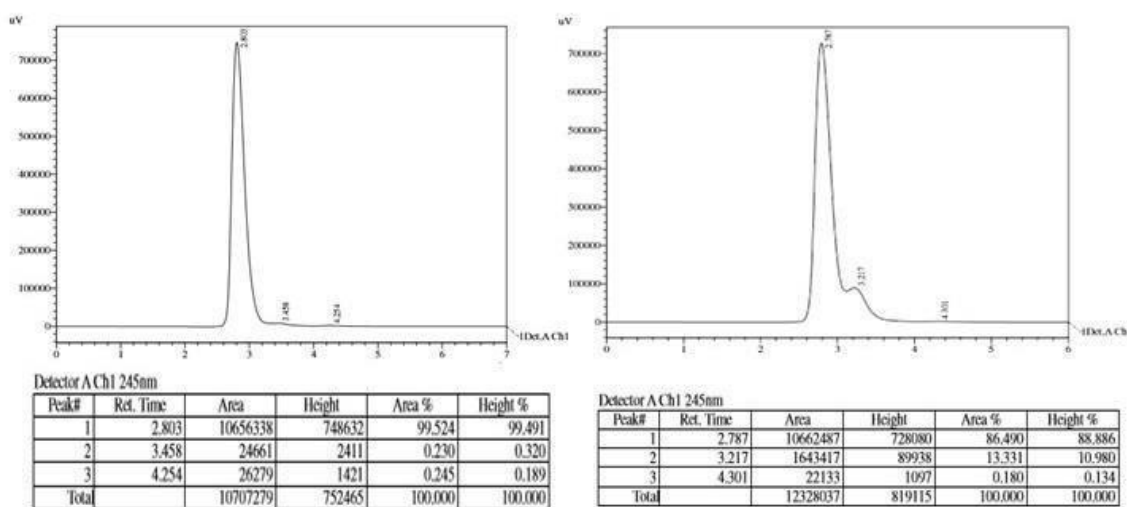 uV
700000
600000
500000
400000
300000
200000
100000
0
2.803
3.458
4.254
1Det.A Ch1
0 1 2 3 4 5 6 7
Detector A Ch1 245nm
Peak# Ret. Time Area Height Area % Height %
1 2.803 10656338 748632 99.524 99.491
2 3.458 24661 2411 0.230 0.320
3 4.254 26279 1421 0.245 0.189
Total 10707279 752465 100,000 100.000
uV
700000
600000
500000
400000
300000
200000
100000
0
2.787
3.217
4.301
1Det.A Ch1
0 1 2 3 4 5 6
Detector A Ch1 245nm
Peak# Ret. Time Area Height Area % Height %
1 2.787 10662487 728080 86.490 88.886
2 3.217 1643417 89938 13.331 10.980
3 4.301 22133 1097 0.180 0.134
Total 12328037 819115 100.000 100.000